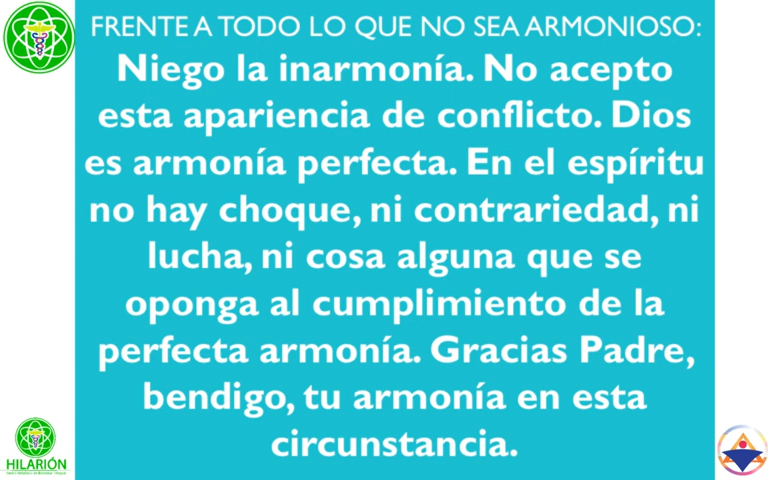 FRENTE A TODO LO QUE NO SEA ARMONIOSO:
Niego la inarmonía. No acepto
esta apariencia de conflicto. Dios
es armonía perfecta. En el espíritu
no hay choque, ni contrariedad, ni
lucha, ni cosa alguna que se
oponga al cumplimiento de la
perfecta armonía. Gracias Padre,
bendigo, tu armonía en esta
circunstancia.
HILARIÓN